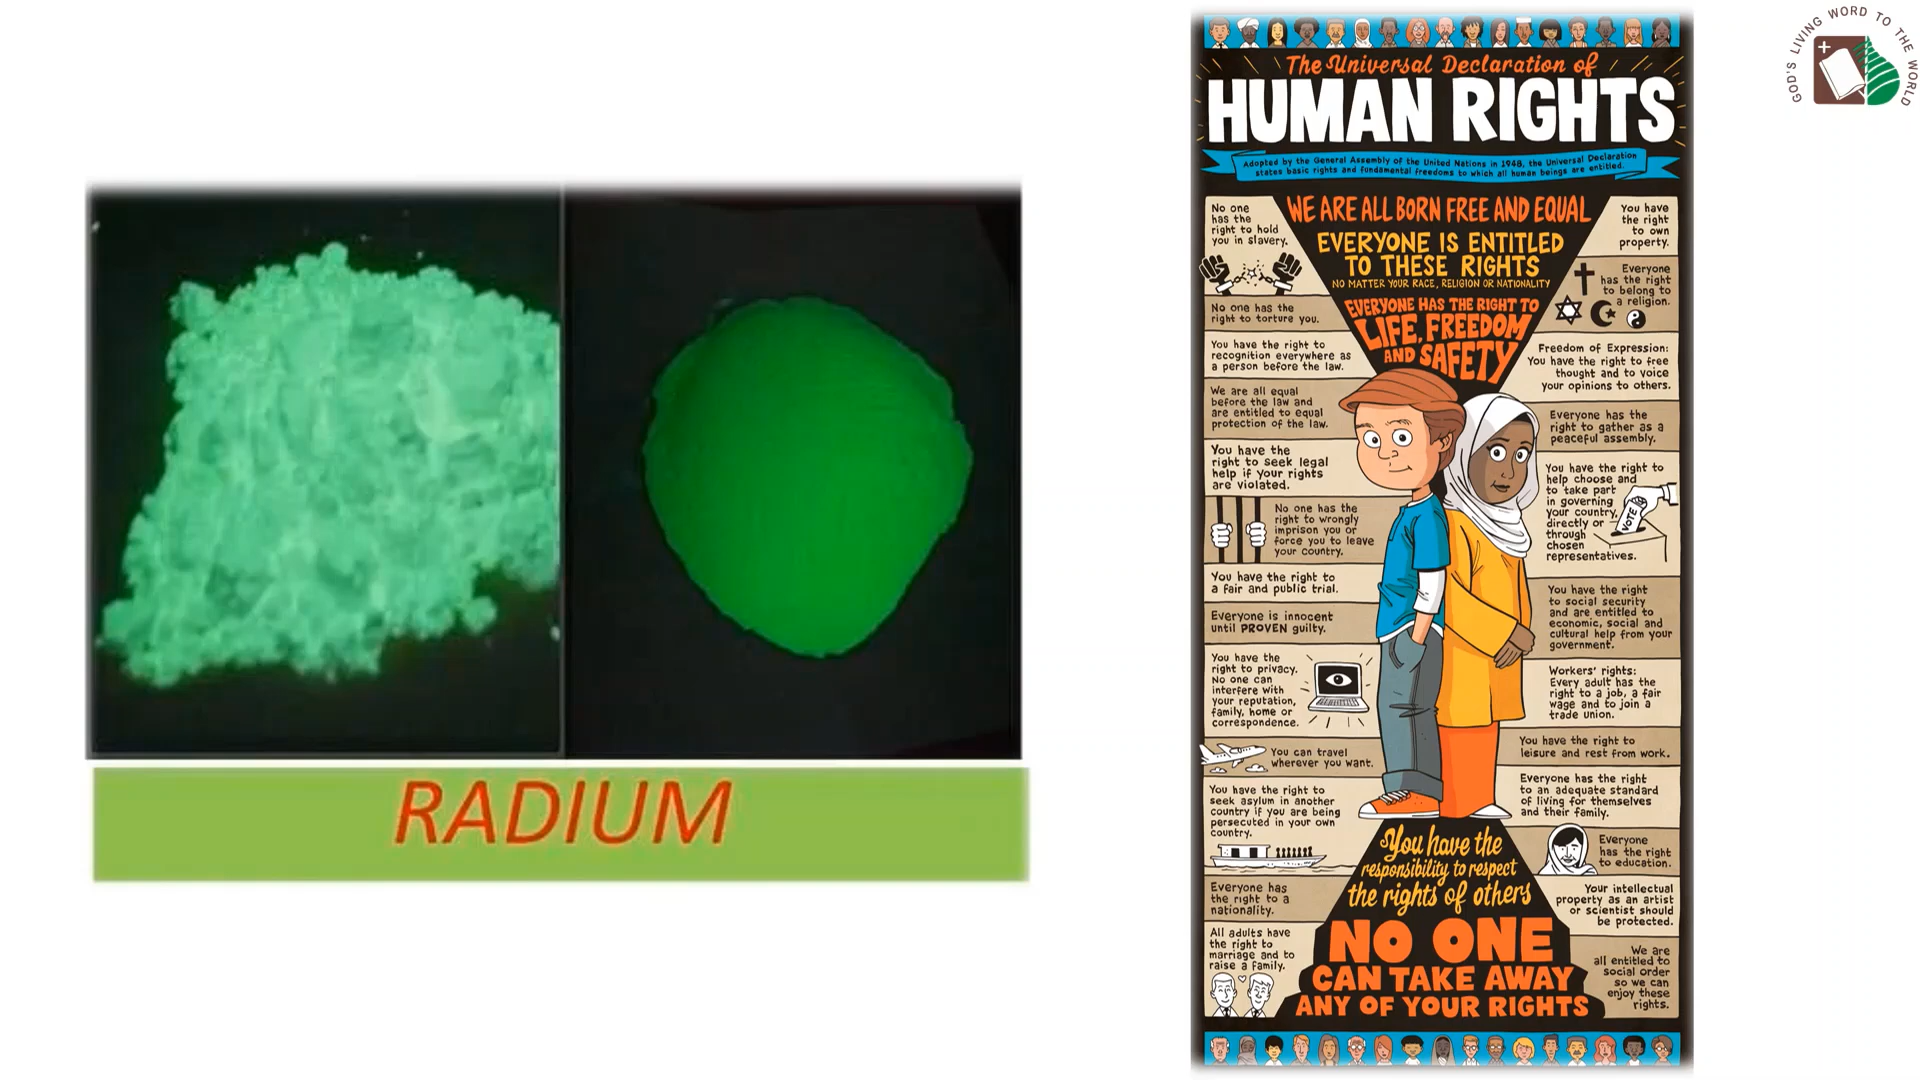 GOD'S LIVING WORD TO THE WORLD
RADIUM
The Universal Declaration of
HUMAN RIGHTS
Adopted by the General Assembly of the United Nations in 1948, the Universal Declaration
states basic rights and fundamental freedoms to which all human beings are entitled.
WE ARE ALL BORN FREE AND EQUAL
EVERYONE IS ENTITLED
TO THESE RIGHTS
NO MATTER YOUR RACE, RELIGION OR NATIONALITY
EVERYONE HAS THE RIGHT TO
LIFE, FREEDOM
AND SAFETY
No one
has the
right to hold
you in slavery.
No one has the
right to torture you.
You have the right to
recognition everywhere as
a person before the law.
We are all equal
before the law and
are entitled to equal
protection of the law.
You have the
right to seek legal
help if your rights
are violated.
No one has the
right to wrongly
imprison you or
force you to leave
your country.
You have the right to
a fair and public trial.
Everyone is innocent
until PROVEN guilty.
You have the
right to privacy.
No one can
interfere with
your reputation,
family, home or
correspondence.
You can travel
wherever you want.
You have the right to
seek asylum in another
country if you are being
persecuted in your own
country.
Everyone has
the right to a
nationality.
All adults have
the right to
marriage and to
raise a family.
You have
the right
to own
property.
Everyone
has the right
to belong to
a religion.
Freedom of Expression:
You have the right to free
thought and to voice
your opinions to others.
Everyone has the
right to gather as a
peaceful assembly.
You have the right to
help choose and
to take part
in governing
your country,
directly or
through
chosen
representatives.
VOTE
You have the right
to social security
and are entitled to
economic, social and
cultural help from your
government.
Workers' rights:
Every adult has the
right to a job, a fair
wage and to join a
trade union.
You have the right to
leisure and rest from work.
Everyone has the right
to an adequate standard
of living for themselves
and their family.
Everyone
has the right
to education.
Your intellectual
property as an artist
or scientist should
be protected.
We are
all entitled to
social order
so we can
enjoy these
rights.
You have the
responsibility to respect
the rights of others
NO ONE
CAN TAKE AWAY
ANY OF YOUR RIGHTS